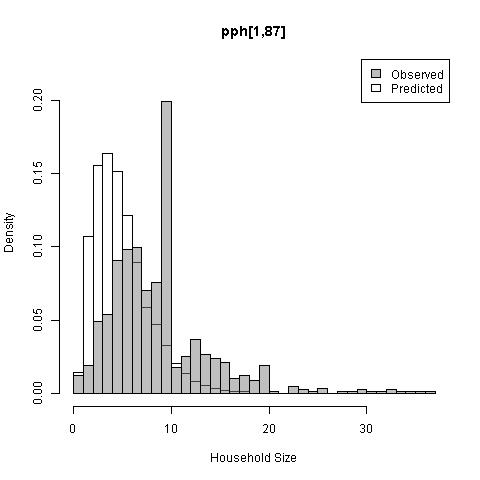 pph[1,87]
Observed
Predicted
Density
0.20
0.15
0.10
0.05
0.00
0 10 20 30
Household Size